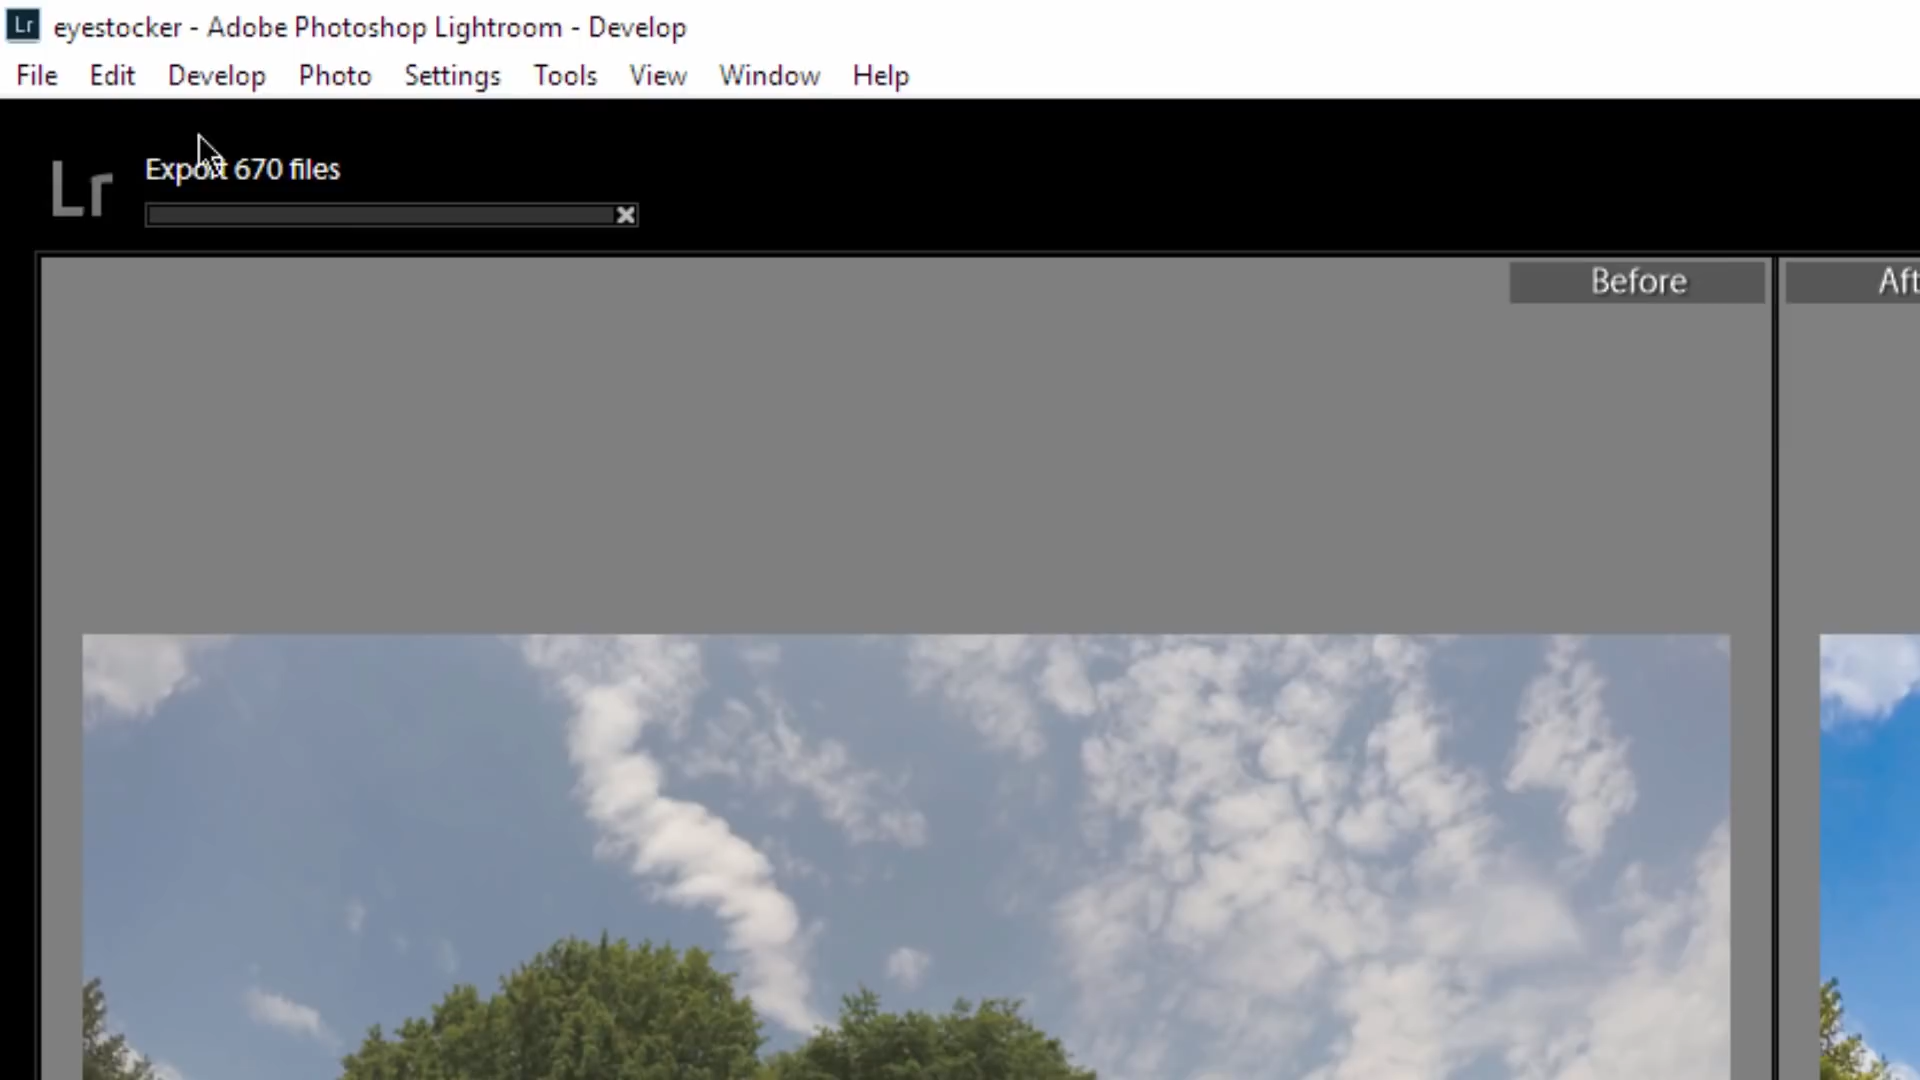 Lr eyestocker - Adobe Photoshop Lightroom - Develop
File Edit Develop Photo Settings Tools View Window Help
Lr Export 670 files
Before